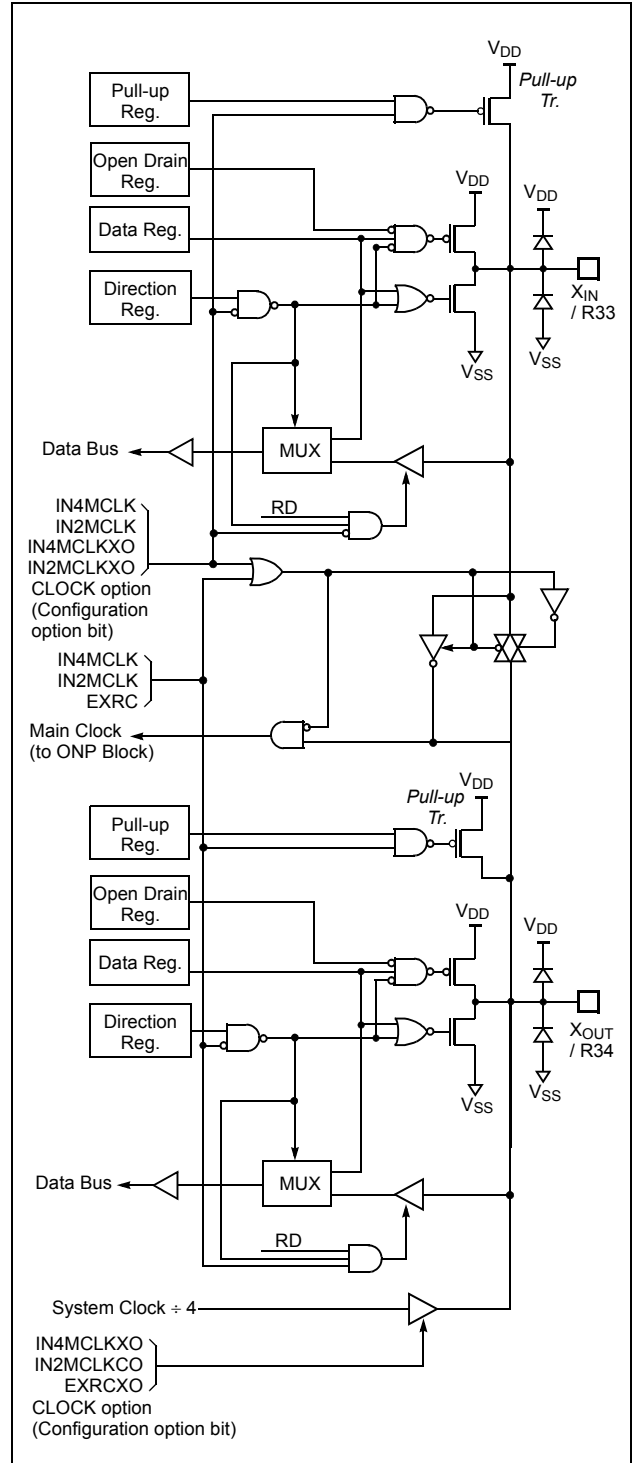 VDD
Pull-up
Tr.
Pull-up
Reg.
Open Drain
Reg.
VDD
VDD
Data Reg.
Direction
Reg.
XIN
/ R33
VSS
VSS
Data Bus
MUX
RD
IN4MCLK
IN2MCLK
IN4MCLKXO
IN2MCLKXO
CLOCK option
(Configuration
option bit)
IN4MCLK
IN2MCLK
EXRC
Main Clock
(to ONP Block)
VDD
Pull-up
Tr.
Pull-up
Reg.
Open Drain
Reg.
VDD
VDD
Data Reg.
Direction
Reg.
XOUT
/ R34
VSS
VSS
Data Bus
MUX
RD
System Clock ÷ 4
IN4MCLKXO
IN2MCLKCO
EXRCXO
CLOCK option
(Configuration option bit)